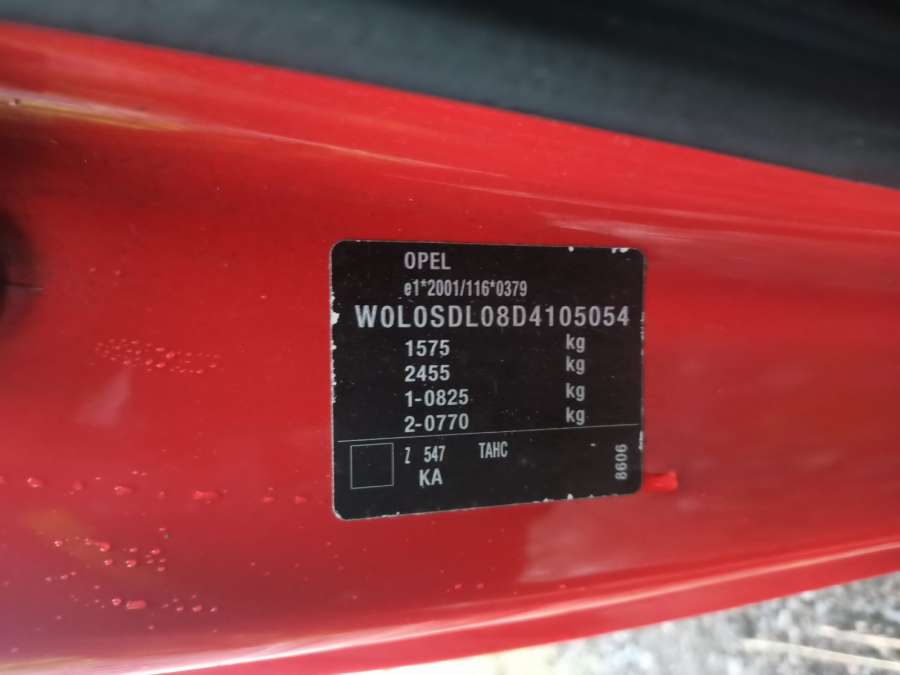 OPEL
e1*2001/116*0379
W0L0SDL08D4105054
1575 kg
2455 kg
1-0825 kg
2-0770 kg
Z 547 TAHC
KA
8606